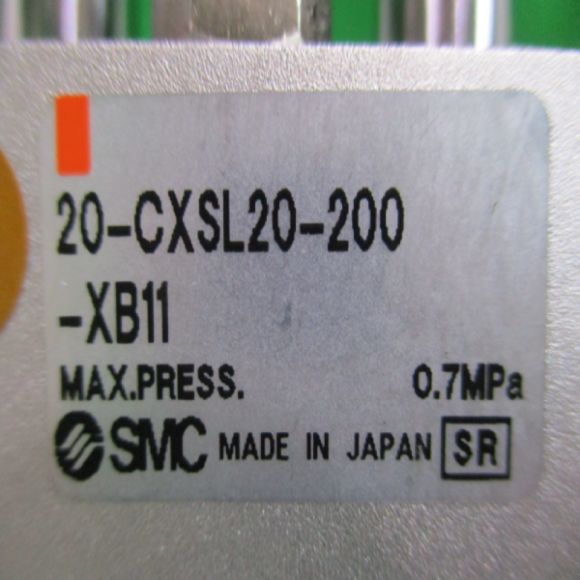 20-CXSL20-200
-XB11
MAX.PRESS. 0.7MPa
SMC MADE IN JAPAN SR